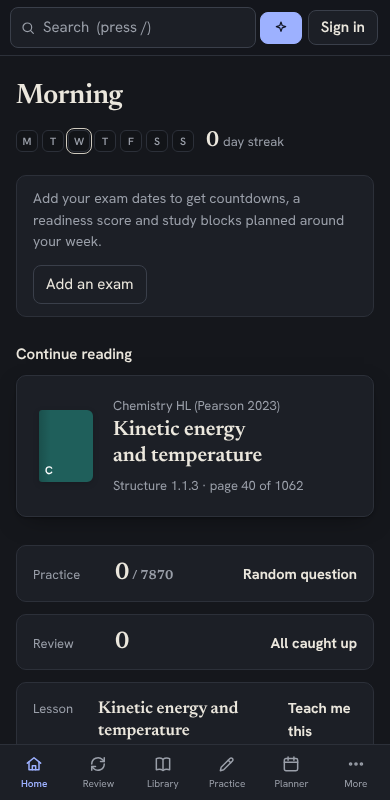 Search (press /)
Sign in
Morning
M T W T F S S 0 day streak
Add your exam dates to get countdowns, a
readiness score and study blocks planned around
your week.
Add an exam
Continue reading
Chemistry HL (Pearson 2023)
Kinetic energy
and temperature
C
Structure 1.1.3 · page 40 of 1062
Practice 0 / 7870 Random question
Review 0 All caught up
Lesson Kinetic energy and Teach me
temperature this
Home Review Library Practice Planner More